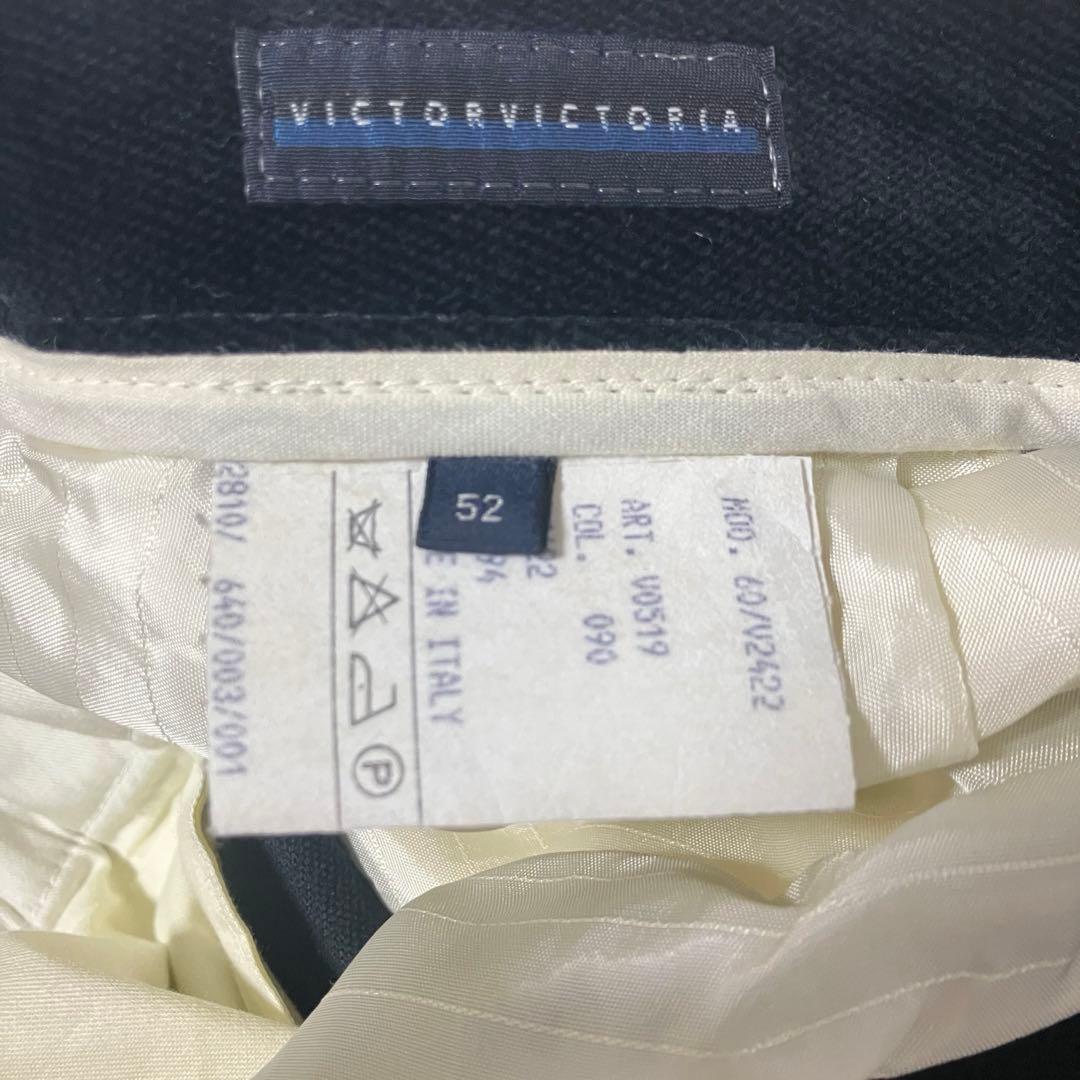 VICTORVICTORIA
52
MOD. 60/V2422
ART. V0519
COL. 090
IN ITALY
P
2810/ 640/003/001